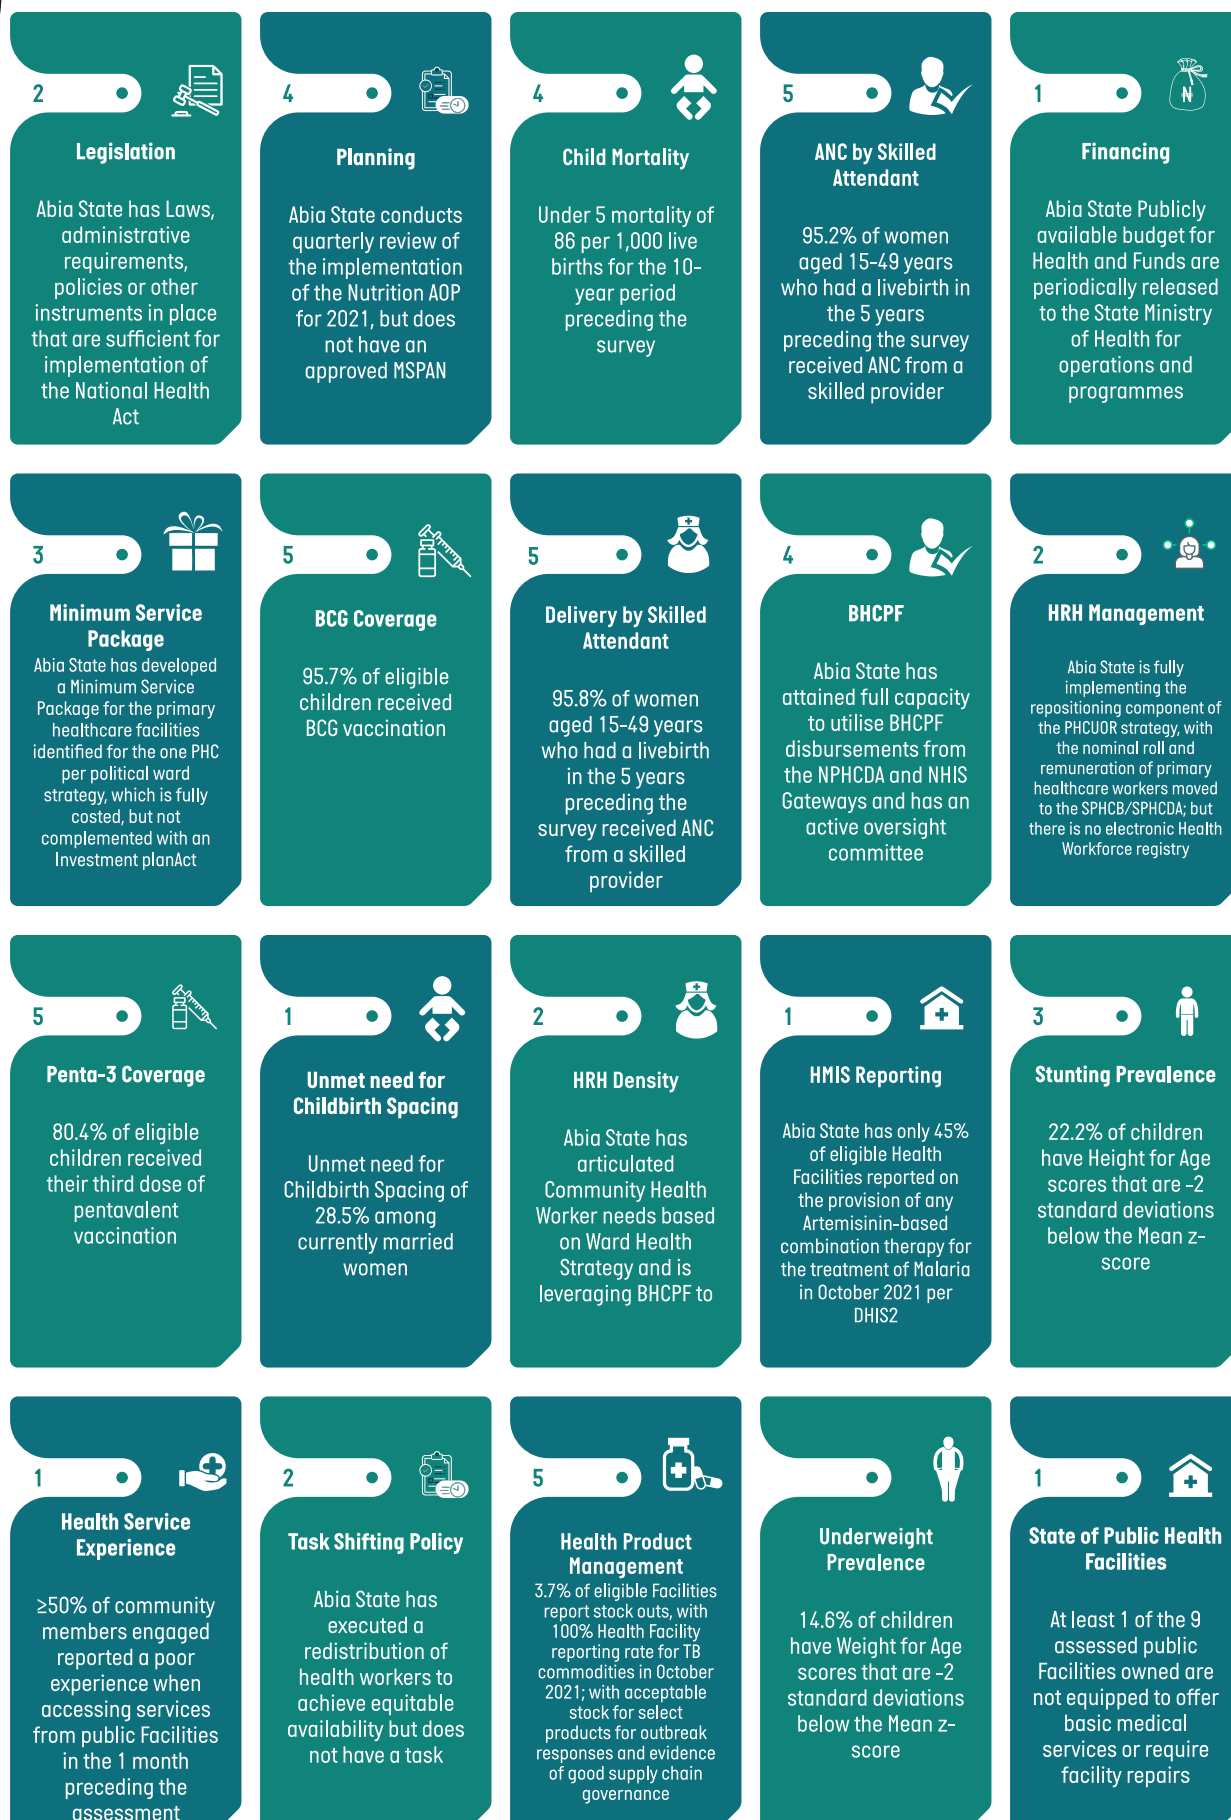 2
Legislation
Abia State has Laws,
administrative
requirements,
policies or other
instruments in place
that are sufficient for
implementation of
the National Health
Act
4
Planning
Abia State conducts
quarterly review of
the implementation
of the Nutrition AOP
for 2021, but does
not have an
approved MSPAN
4
Child Mortality
Under 5 mortality of
86 per 1,000 live
births for the 10-
year period
preceding the
survey
5
ANC by Skilled
Attendant
95.2% of women
aged 15-49 years
who had a livebirth in
the 5 years
preceding the survey
received ANC from a
skilled provider
1
₦
Financing
Abia State Publicly
available budget for
Health and Funds are
periodically released
to the State Ministry
of Health for
operations and
programmes
3
Minimum Service
Package
Abia State has developed
a Minimum Service
Package for the primary
healthcare facilities
identified for the one PHC
per political ward
strategy, which is fully
costed, but not
complemented with an
Investment planAct
5
BCG Coverage
95.7% of eligible
children received
BCG vaccination
5
Delivery by Skilled
Attendant
95.8% of women
aged 15-49 years
who had a livebirth
in the 5 years
preceding the
survey received ANC
from a skilled
provider
4
BHCPF
Abia State has
attained full capacity
to utilise BHCPF
disbursements from
the NPHCDA and NHIS
Gateways and has an
active oversight
committee
2
HRH Management
Abia State is fully
implementing the
repositioning component of
the PHCUOR strategy, with
the nominal roll and
remuneration of primary
healthcare workers moved
to the SPHCB/SPHCDA; but
there is no electronic Health
Workforce registry
5
Penta-3 Coverage
80.4% of eligible
children received
their third dose of
pentavalent
vaccination
1
Unmet need for
Childbirth Spacing
Unmet need for
Childbirth Spacing of
28.5% among
currently married
women
2
HRH Density
Abia State has
articulated
Community Health
Worker needs based
on Ward Health
Strategy and is
leveraging BHCPF to
1
HMIS Reporting
Abia State has only 45%
of eligible Health
Facilities reported on
the provision of any
Artemisinin-based
combination therapy for
the treatment of Malaria
in October 2021 per
DHIS2
3
Stunting Prevalence
22.2% of children
have Height for Age
scores that are -2
standard deviations
below the Mean z-
score
1
Health Service
Experience
≥50% of community
members engaged
reported a poor
experience when
accessing services
from public Facilities
in the 1 month
preceding the
assessment
2
Task Shifting Policy
Abia State has
executed a
redistribution of
health workers to
achieve equitable
availability but does
not have a task
5
Health Product
Management
3.7% of eligible Facilities
report stock outs, with
100% Health Facility
reporting rate for TB
commodities in October
2021; with acceptable
stock for select
products for outbreak
responses and evidence
of good supply chain
governance
Underweight
Prevalence
14.6% of children
have Weight for Age
scores that are -2
standard deviations
below the Mean z-
score
1
State of Public Health
Facilities
At least 1 of the 9
assessed public
Facilities owned are
not equipped to offer
basic medical
services or require
facility repairs